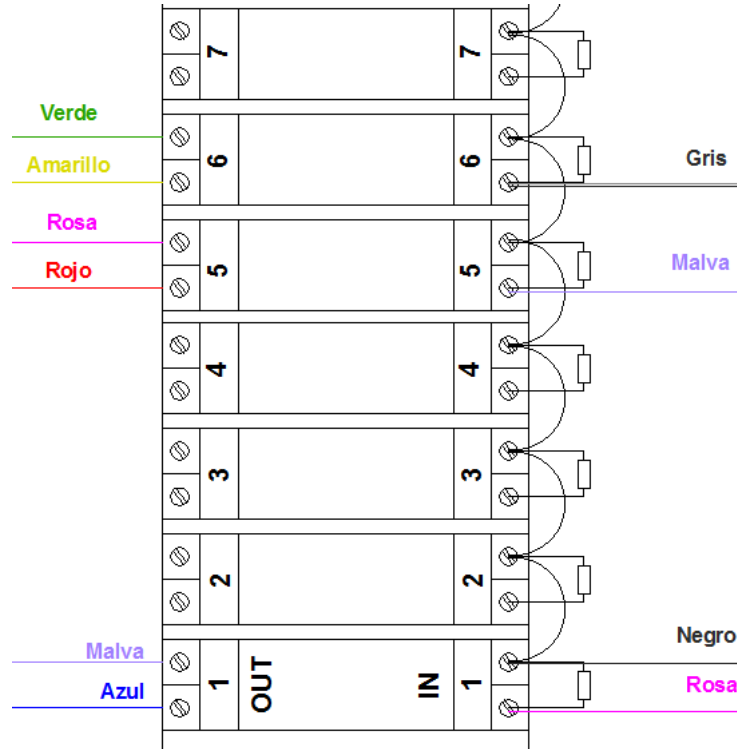 7 7
Verde
Amarillo
6 6
Gris
Rosa
Rojo
5 5
Malva
4 4
3 3
2 2
Malva
Azul
1 OUT IN 1
Negro
Rosa